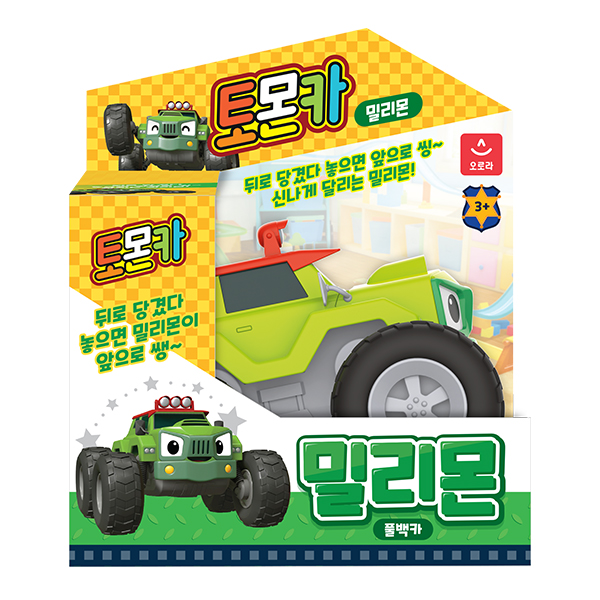 토몬카
밀리몬
뒤로 당겼다 놓으면 앞으로 씽~
신나게 달리는 밀리몬!
오로라
3+
토몬카
뒤로 당겼다
놓으면 밀리몬이
앞으로 쌩~
밀리몬
풀백카